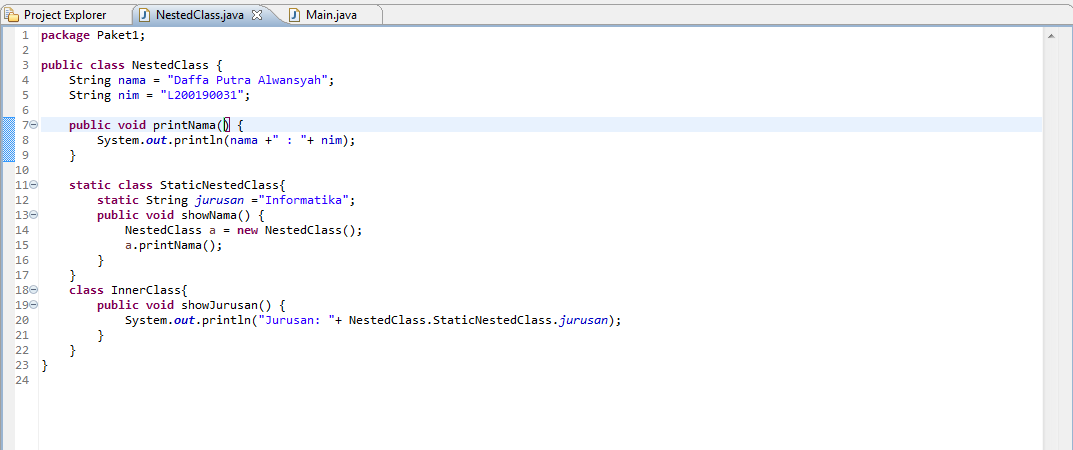 Project Explorer NestedClass.java Main.java
1 package Paket1;
2
3 public class NestedClass {
4     String nama = "Daffa Putra Alwansyah";
5     String nim = "L200190031";
6
7     public void printNama() {
8         System.out.println(nama +" : "+ nim);
9     }
10
11     static class StaticNestedClass{
12         static String jurusan ="Informatika";
13         public void showNama() {
14             NestedClass a = new NestedClass();
15             a.printNama();
16         }
17     }
18     class InnerClass{
19         public void showJurusan() {
20             System.out.println("Jurusan: "+ NestedClass.StaticNestedClass.jurusan);
21         }
22     }
23 }
24